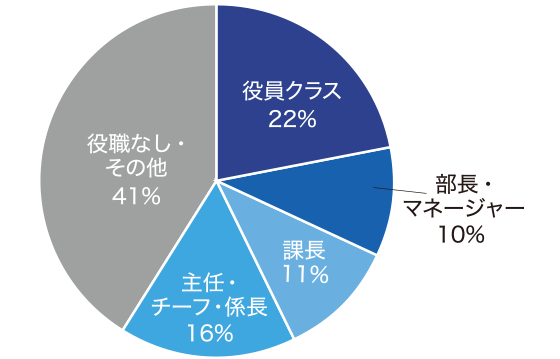 役員クラス
22%
部長・
マネージャー
10%
課長
11%
主任・
チーフ・係長
16%
役職なし・
その他
41%